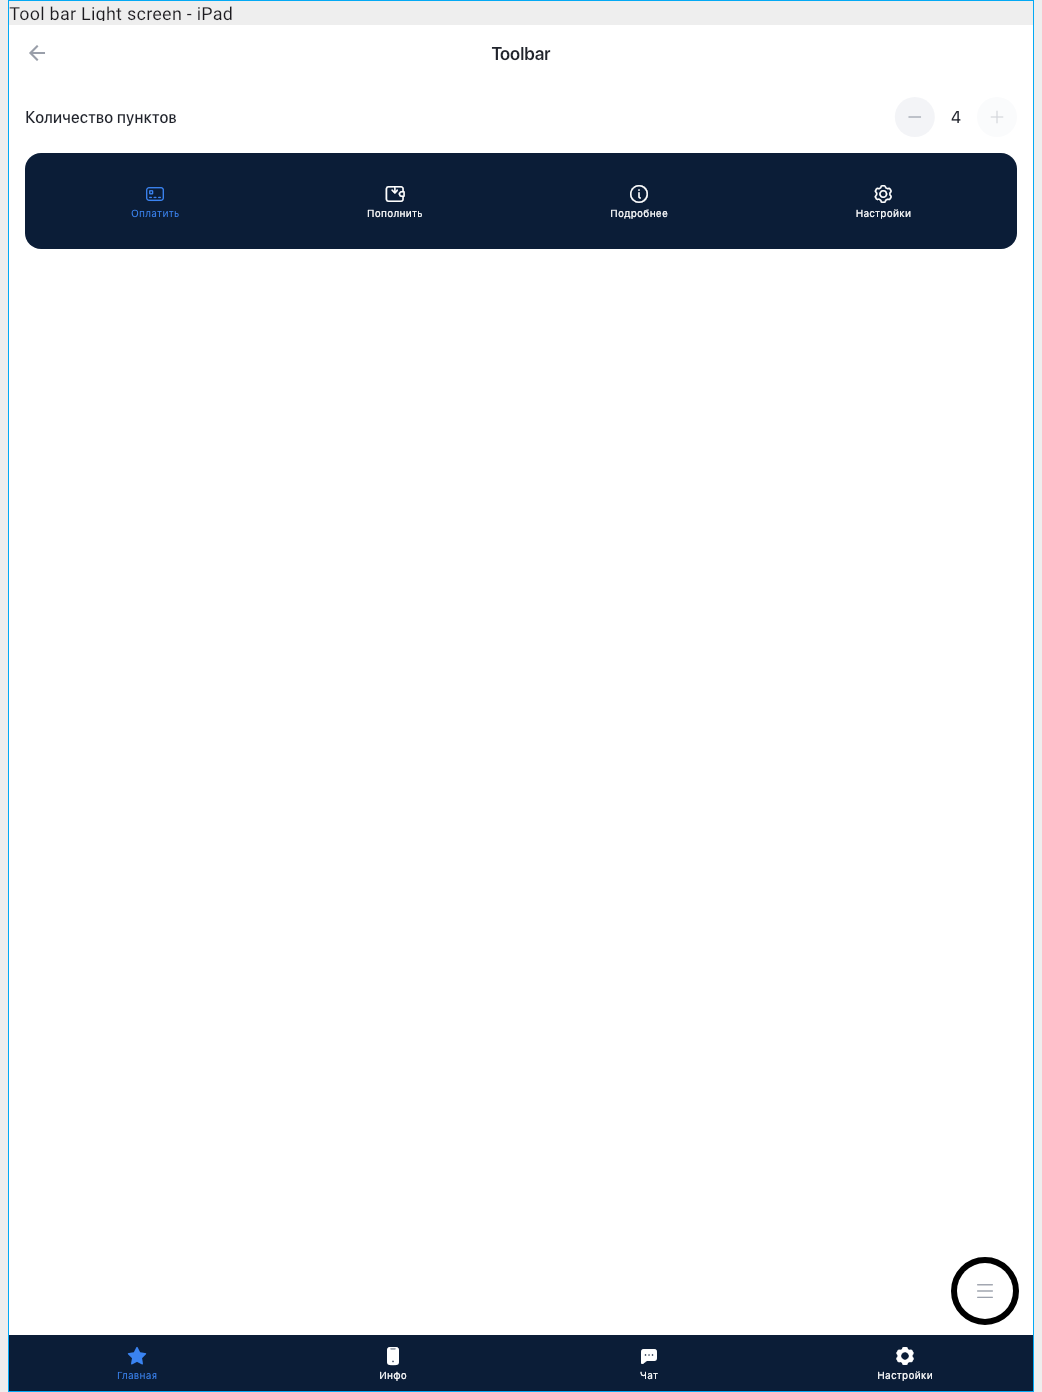 Tool bar Light screen - iPad
Toolbar
Количество пунктов 4
Оплатить Пополнить Подробнее Настройки
Главная Инфо Чат Настройки